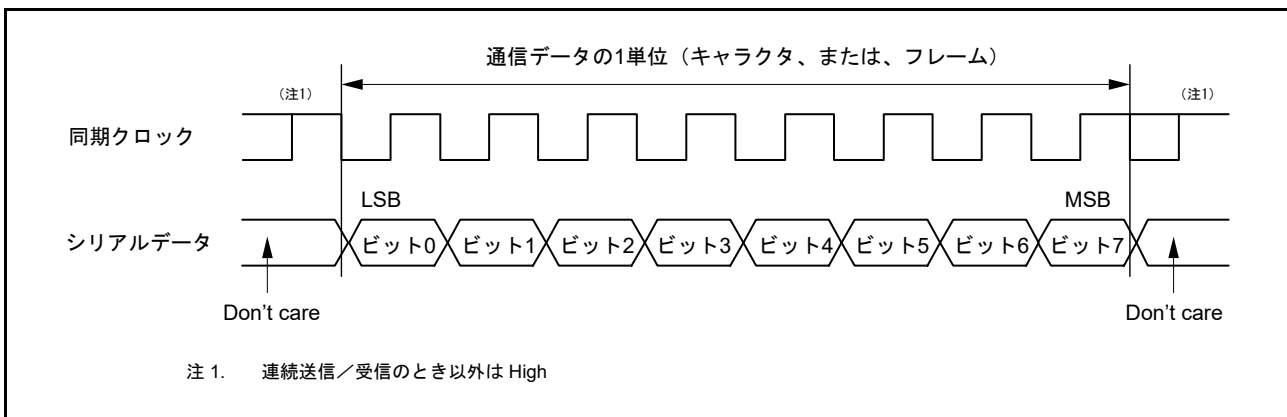 通信データの1単位（キャラクタ、または、フレーム）
（注1）
（注1）
同期クロック
LSB
MSB
シリアルデータ
ビット0 ビット1 ビット2 ビット3 ビット4 ビット5 ビット6 ビット7
Don't care
Don't care
注 1. 連続送信／受信のとき以外は High